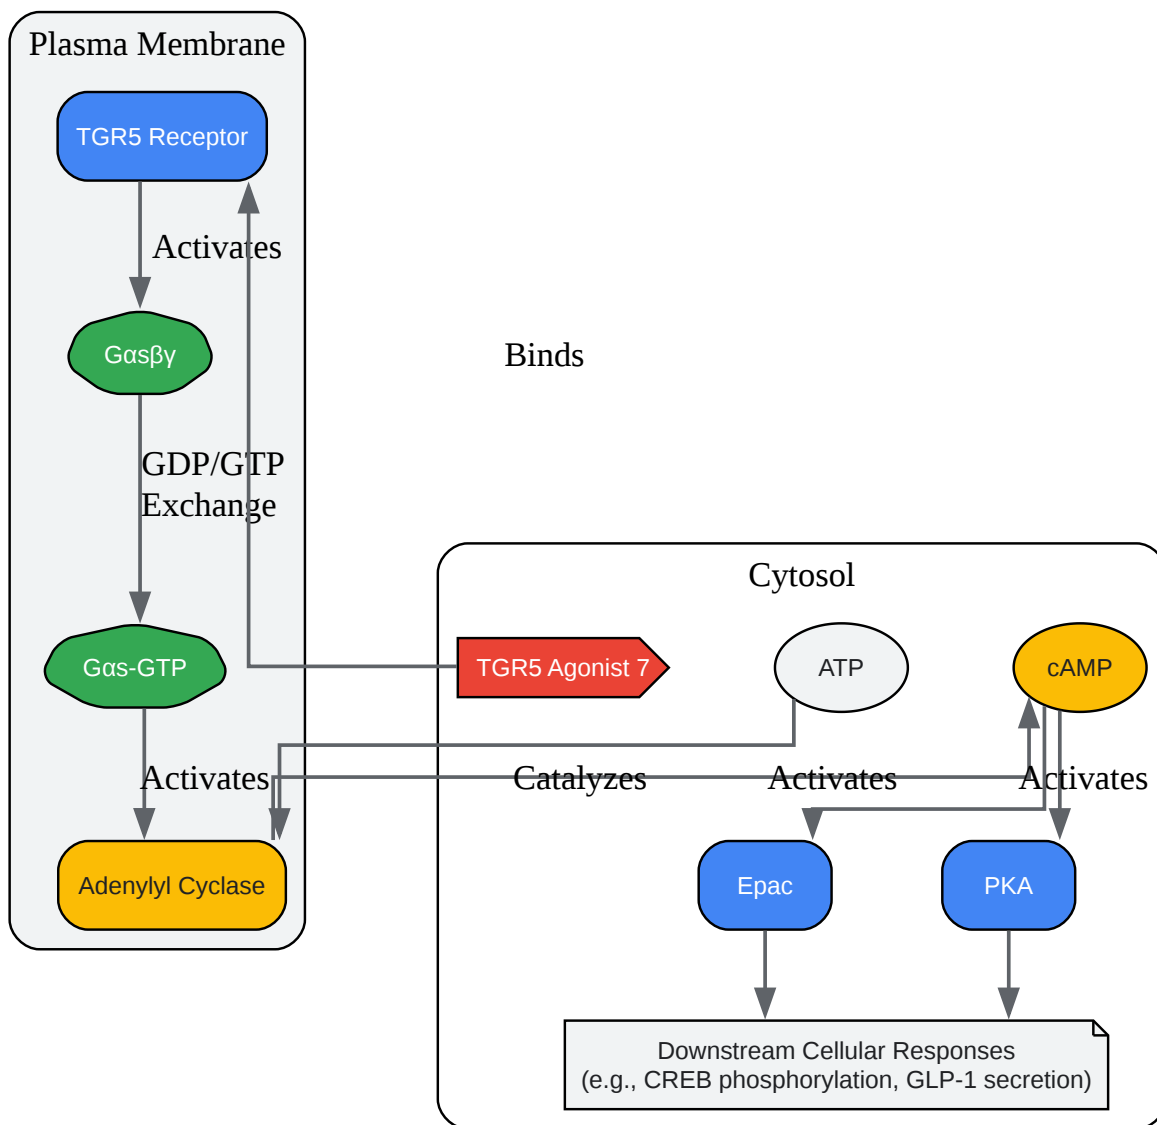 Plasma Membrane
TGR5 Receptor
Activates
Gαsβγ
Binds
GDP/GTP
Exchange
Cytosol
Gαs-GTP
TGR5 Agonist 7
ATP
cAMP
Activates
Catalyzes
Activates
Activates
Adenylyl Cyclase
Epac
PKA
Downstream Cellular Responses
(e.g., CREB phosphorylation, GLP-1 secretion)